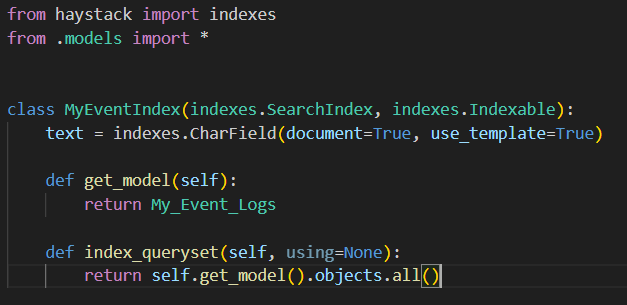 from haystack import indexes
from .models import *
class MyEventIndex(indexes.SearchIndex, indexes.Indexable):
    text = indexes.CharField(document=True, use_template=True)
    def get_model(self):
        return My_Event_Logs
    def index_queryset(self, using=None):
        return self.get_model().objects.all()